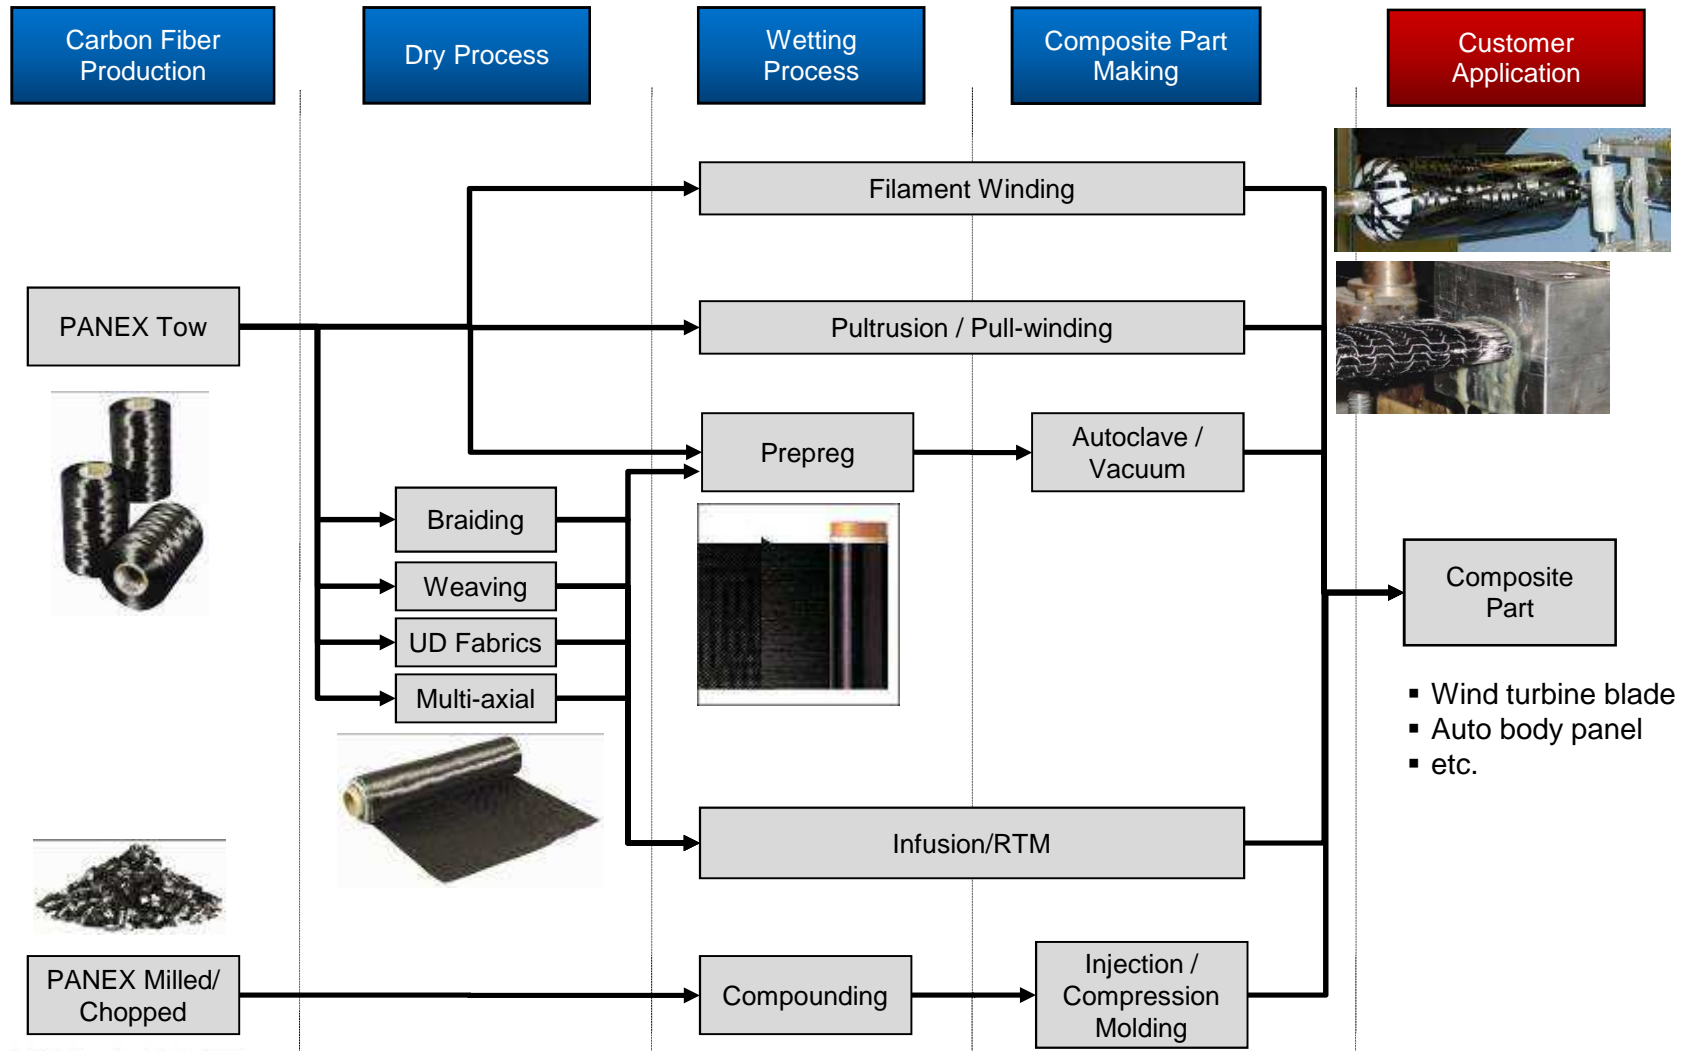 Carbon Fiber
Production
Dry Process
Wetting
Process
Composite Part
Making
Customer
Application
Filament Winding
PANEX Tow
Pultrusion / Pull-winding
Prepreg
Autoclave /
Vacuum
Braiding
Weaving
UD Fabrics
Multi-axial
Composite
Part
▪ Wind turbine blade
▪ Auto body panel
▪ etc.
Infusion/RTM
PANEX Milled/
Chopped
Compounding
Injection /
Compression
Molding